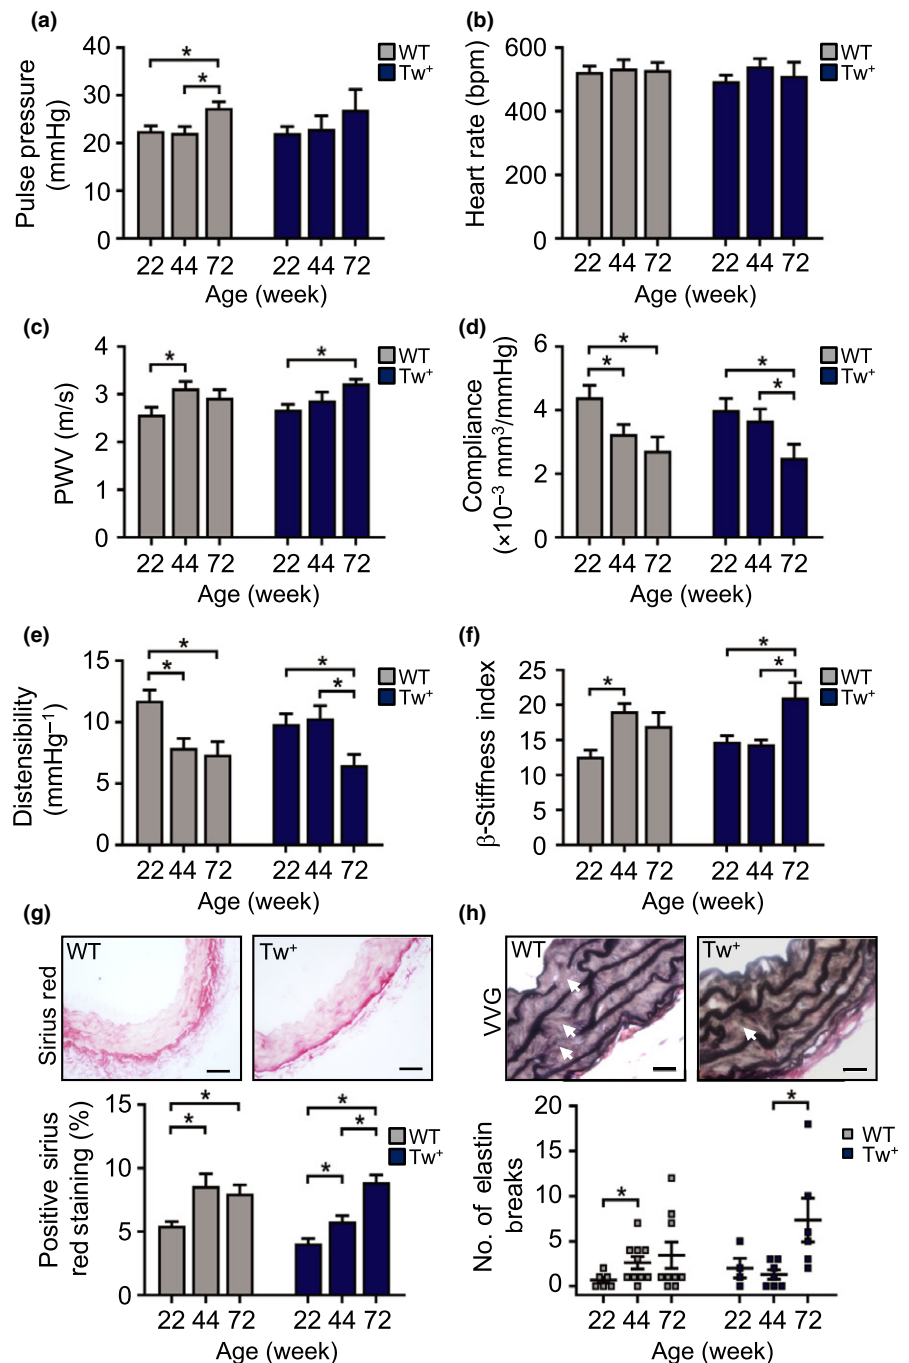 (a)
Pulse pressure
(mmHg)
40
30
20
10
0
*
*
WT
Tw+
22 44 72 22 44 72
Age (week)
(b)
Heart rate (bpm)
600
400
200
0
WT
Tw+
22 44 72 22 44 72
Age (week)
(c)
PWV (m/s)
4
3
2
1
0
*
*
WT
Tw+
22 44 72 22 44 72
Age (week)
(d)
Compliance
(×10−3 mm3/mmHg)
6
4
2
0
*
*
*
*
WT
Tw+
22 44 72 22 44 72
Age (week)
(e)
Distensibility
(mmHg−1)
15
10
5
0
*
*
*
*
WT
Tw+
22 44 72 22 44 72
Age (week)
(f)
β-Stiffness index
25
20
15
10
5
0
*
*
*
WT
Tw+
22 44 72 22 44 72
Age (week)
(g)
Sirius red
WT
Tw+
Positive sirius
red staining (%)
15
10
5
0
*
*
*
*
*
WT
Tw+
22 44 72 22 44 72
Age (week)
(h)
VVG
WT
Tw+
No. of elastin
breaks
20
15
10
5
0
*
*
WT
Tw+
22 44 72 22 44 72
Age (week)